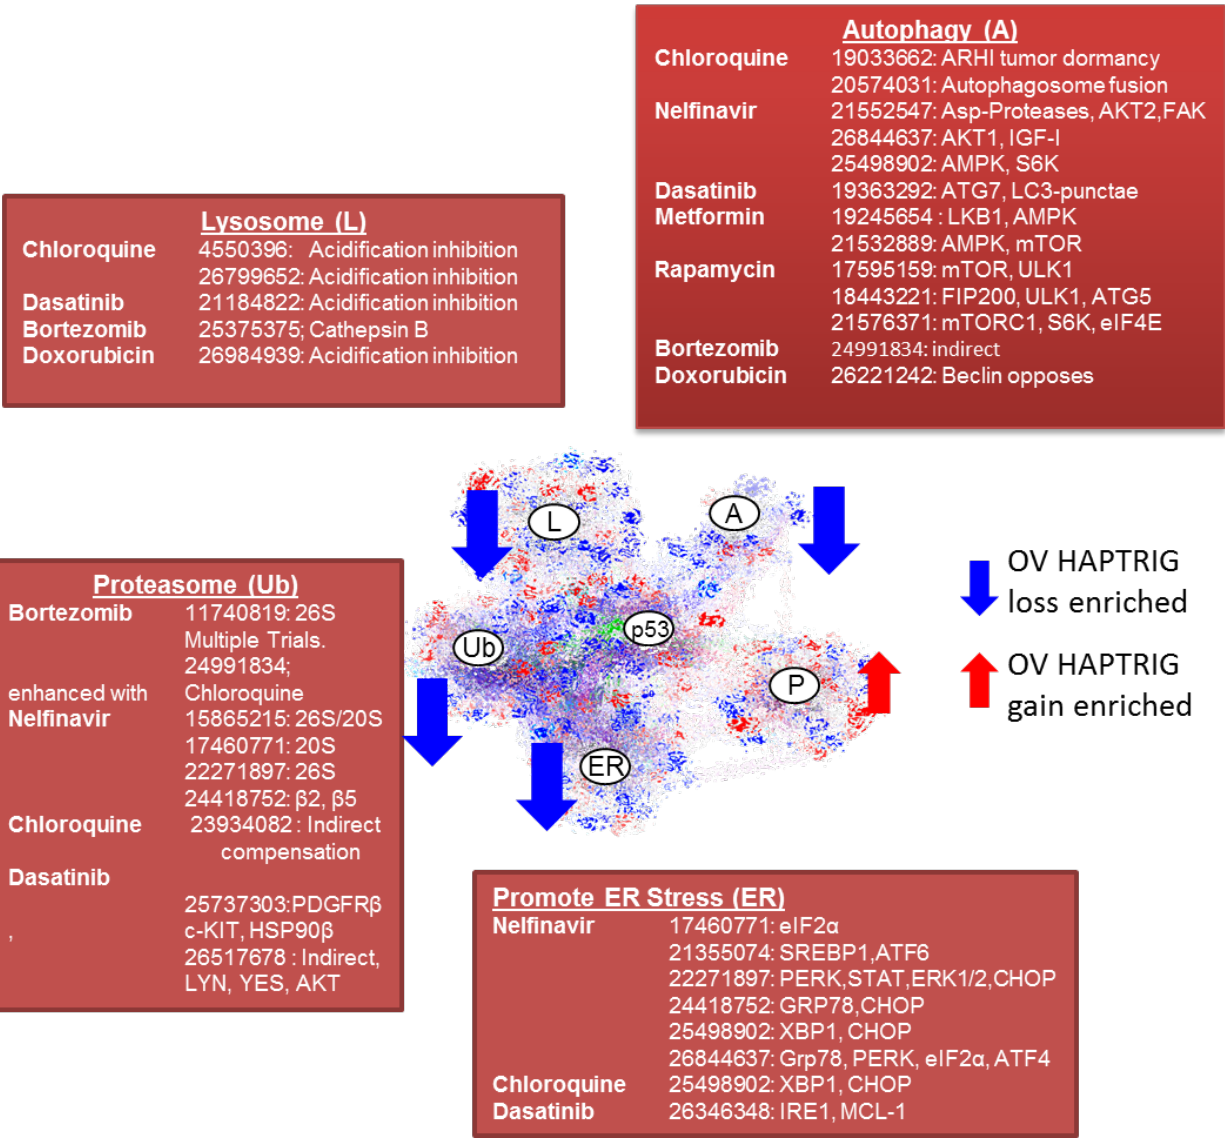 Autophagy (A)
Chloroquine 19033662: ARHI tumor dormancy
20574031: Autophagosome fusion
Nelfinavir 21552547: Asp-Proteases, AKT2,FAK
26844637: AKT1, IGF-I
25498902: AMPK, S6K
Dasatinib 19363292: ATG7, LC3-punctae
Metformin 19245654 : LKB1, AMPK
21532889: AMPK, mTOR
Rapamycin 17595159: mTOR, ULK1
18443221: FIP200, ULK1, ATG5
21576371: mTORC1, S6K, eIF4E
Bortezomib 24991834: indirect
Doxorubicin 26221242: Beclin opposes
Lysosome (L)
Chloroquine 4550396: Acidification inhibition
26799652: Acidification inhibition
Dasatinib 21184822: Acidification inhibition
Bortezomib 25375375; Cathepsin B
Doxorubicin 26984939: Acidification inhibition
L
A
Ub
p53
P
ER
OV HAPTRIG
loss enriched
OV HAPTRIG
gain enriched
Proteasome (Ub)
Bortezomib 11740819: 26S
Multiple Trials.
24991834;
enhanced with Chloroquine
Nelfinavir 15865215: 26S/20S
17460771: 20S
22271897: 26S
24418752: β2, β5
Chloroquine 23934082 : Indirect
compensation
Dasatinib
25737303:PDGFRβ
, c-KIT, HSP90β
26517678 : Indirect,
LYN, YES, AKT
Promote ER Stress (ER)
Nelfinavir 17460771: eIF2α
21355074: SREBP1,ATF6
22271897: PERK,STAT,ERK1/2,CHOP
24418752: GRP78,CHOP
25498902: XBP1, CHOP
26844637: Grp78, PERK, eIF2α, ATF4
Chloroquine 25498902: XBP1, CHOP
Dasatinib 26346348: IRE1, MCL-1